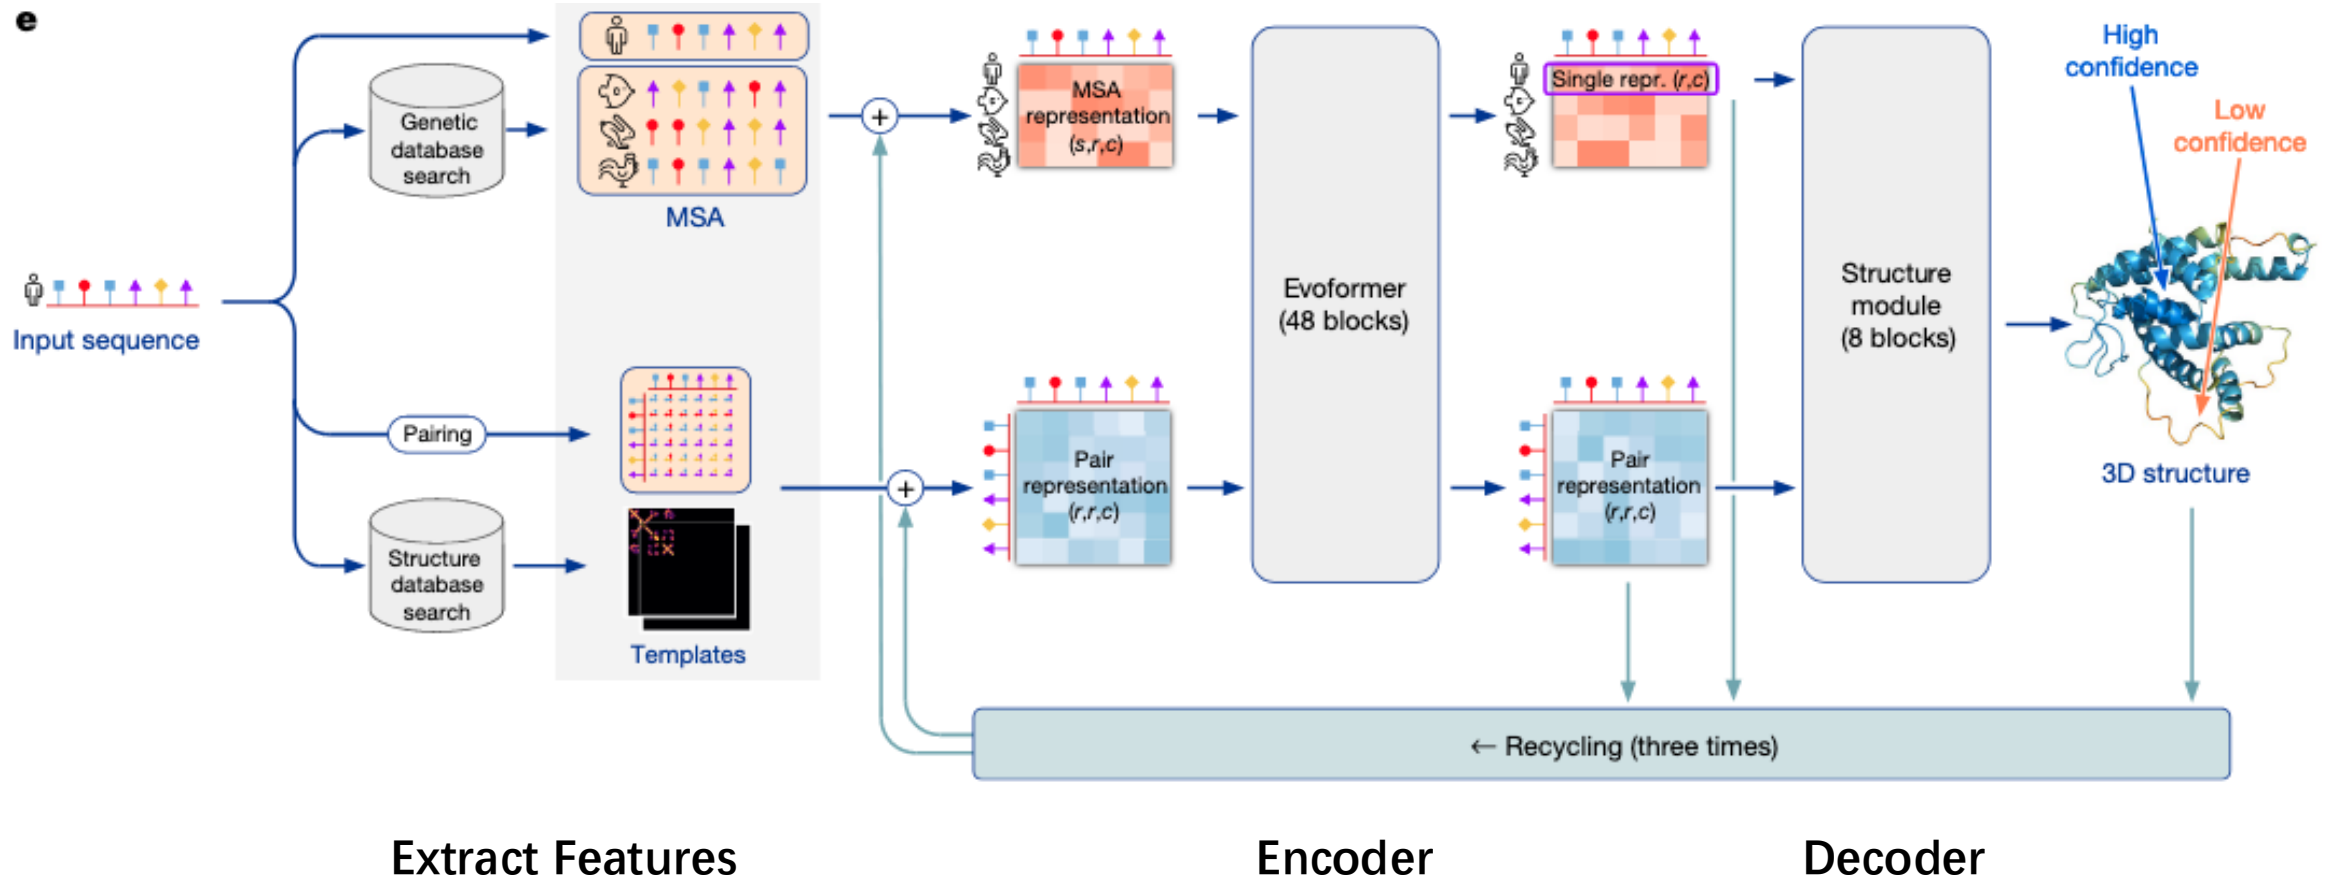 e
Input sequence
Genetic
database
search
Pairing
Structure
database
search
MSA
Templates
+
+
MSA
representation
(s,r,c)
Pair
representation
(r,r,c)
Evoformer
(48 blocks)
Single repr. (r,c)
Pair
representation
(r,r,c)
Structure
module
(8 blocks)
High
confidence
Low
confidence
3D structure
← Recycling (three times)
Extract Features
Encoder
Decoder